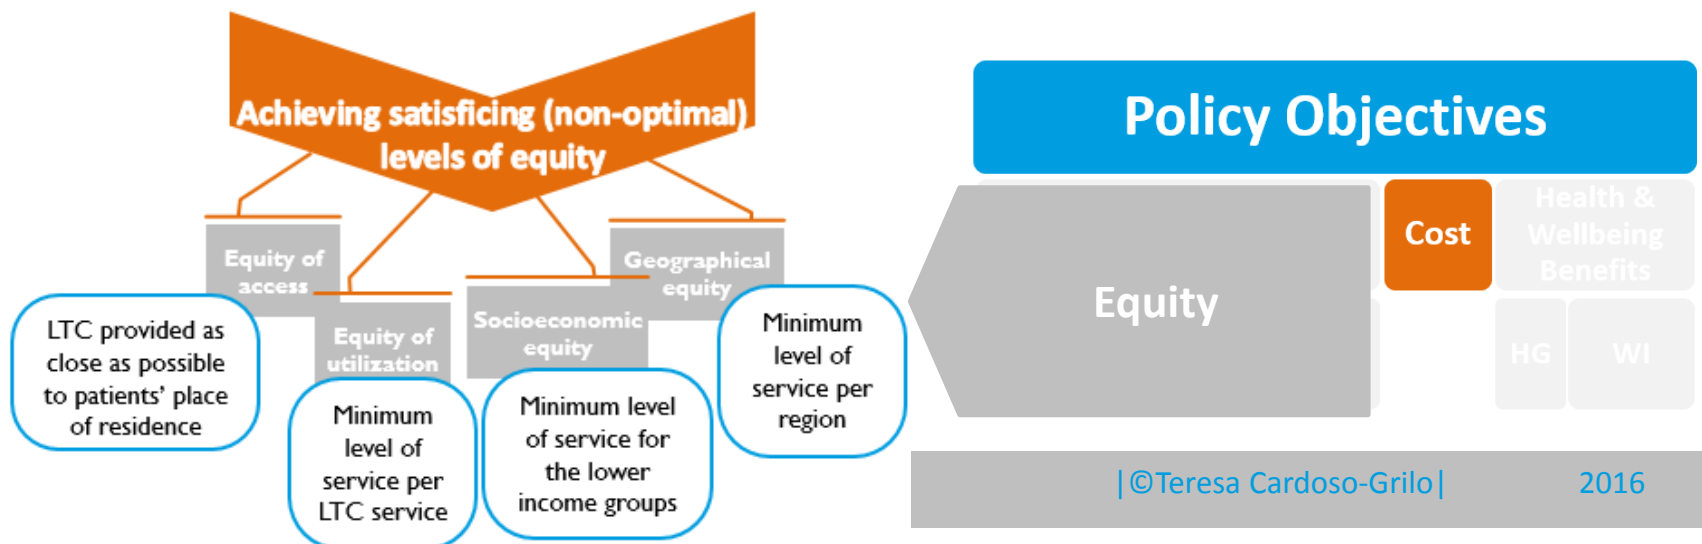 Achieving satisficing (non-optimal)
levels of equity
Equity of
access
LTC provided as
close as possible
to patients' place
of residence
Equity of
utilization
Minimum
level of
service per
LTC service
Socioeconomic
equity
Minimum level
of service for
the lower
income groups
Geographical
equity
Minimum
level of
service per
region
Policy Objectives
Equity
Cost
Health &
Wellbeing
Benefits
HG
WI
|©Teresa Cardoso-Grilo|
2016